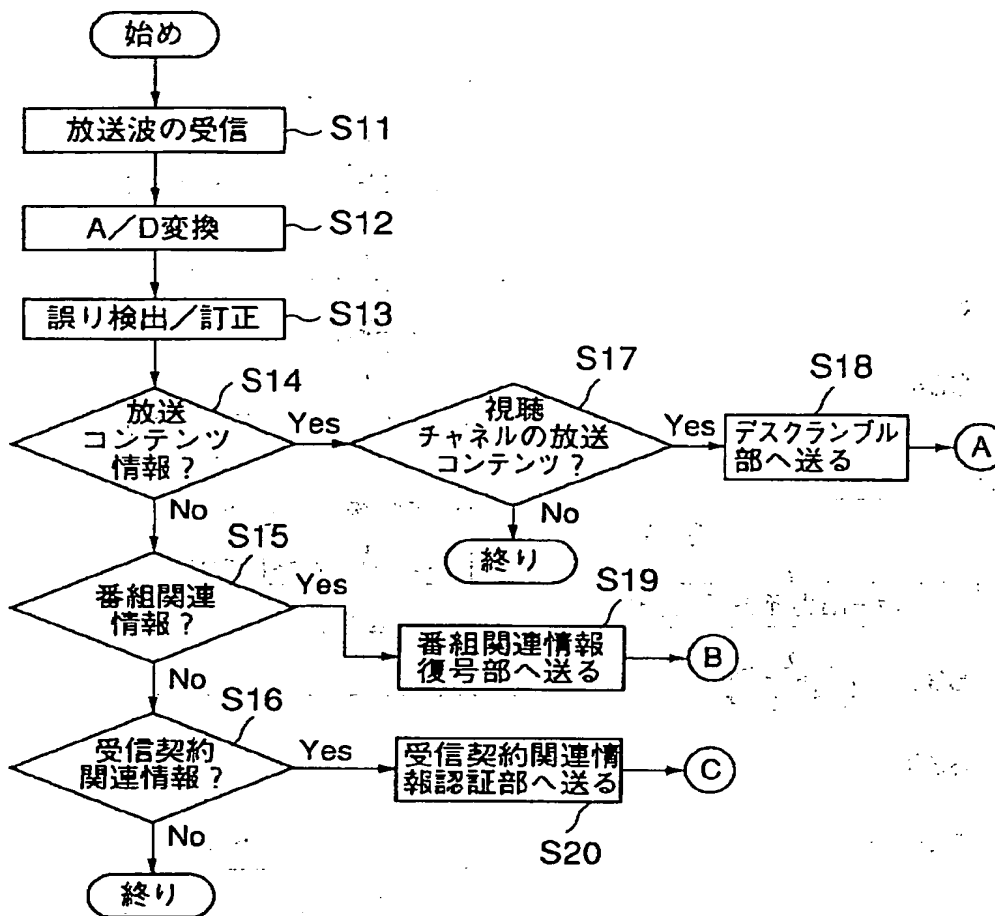 始め
放送波の受信
S11
A/D変換
S12
誤り検出/訂正
S13
放送
コンテンツ
情報?
S14
Yes
視聴
チャネルの放送
コンテンツ?
S17
Yes
デスクランブル
部へ送る
S18
A
No
No
終り
番組関連
情報?
S15
Yes
番組関連情報
復号部へ送る
S19
B
No
受信契約
関連情報?
S16
Yes
受信契約関連情
報認証部へ送る
S20
C
No
終り